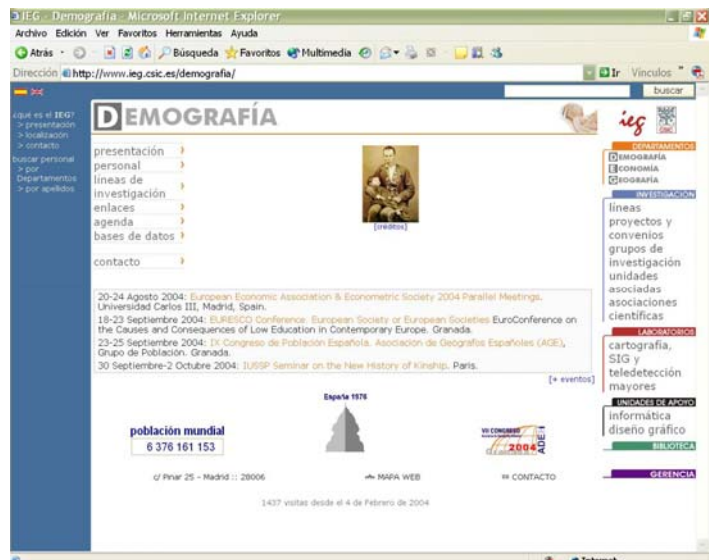 IEG - Demografía - Microsoft Internet Explorer
Archivo Edición Ver Favoritos Herramientas Ayuda
Atrás Búsqueda Favoritos Multimedia
Dirección http://www.ieg.csic.es/demografia/ Ir Vínculos »
buscar
¿qué es el IEG?
> presentación
> localización
> contacto
buscar personal
> por
Departamentos
> por apellidos
DEMOGRAFÍA
ieg
CSIC
presentación
personal
líneas de
investigación
enlaces
agenda
bases de datos
contacto
[créditos]
20-24 Agosto 2004: European Economic Association & Econometric Society 2004 Parallel Meetings.
Universidad Carlos III, Madrid, Spain.
18-23 Septiembre 2004: EURESCO Conference. European Society or European Societies EuroConference on
the Causes and Consequences of Low Education in Contemporary Europe. Granada.
23-25 Septiembre 2004: IX Congreso de Población Española. Asociación de Geógrafos Españoles (AGE),
Grupo de Población. Granada.
30 Septiembre-2 Octubre 2004: IUSSP Seminar on the New History of Kinship. Paris.
[+ eventos]
población mundial
6 376 161 153
España 1976
VII CONGRESO
2004
ADEH
c/ Pinar 25 - Madrid :: 28006
MAPA WEB
CONTACTO
1437 visitas desde el 4 de Febrero de 2004
DEPARTAMENTOS
DEMOGRAFÍA
ECONOMÍA
GEOGRAFÍA
INVESTIGACION
líneas
proyectos y
convenios
grupos de
investigación
unidades
asociadas
asociaciones
científicas
LABORATORIOS
cartografía,
SIG y
teledetección
mayores
UNIDADES DE APOYO
informática
diseño gráfico
BIBLIOTECA
GERENCIA
Internet